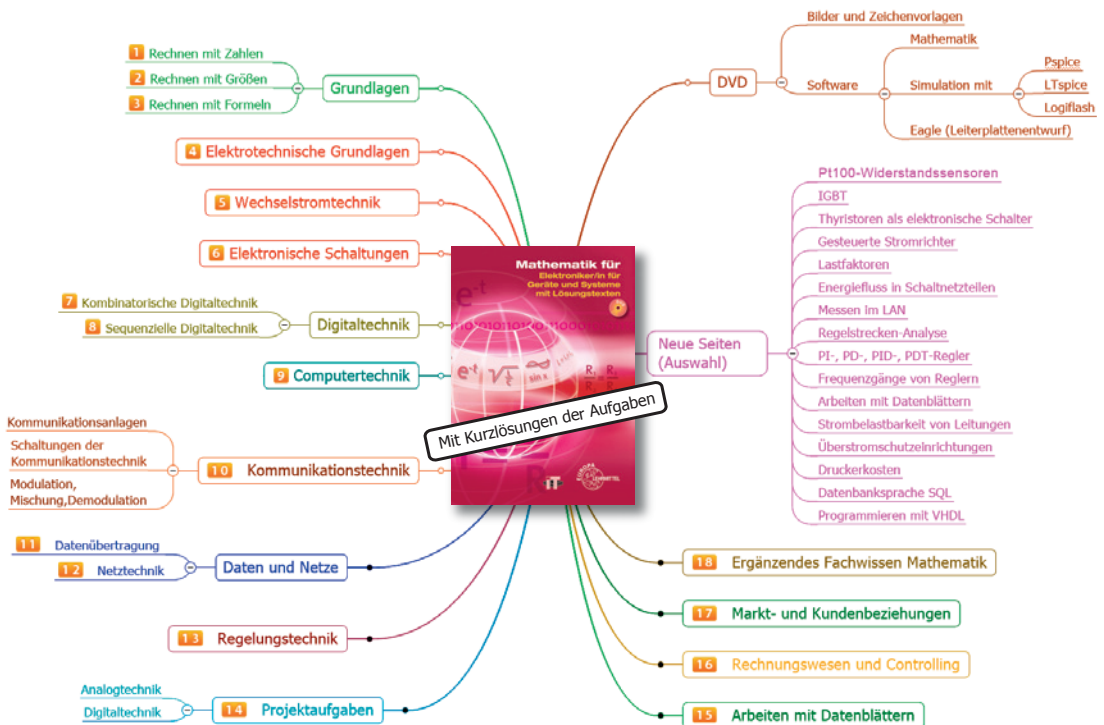 1 Rechnen mit Zahlen
2 Rechnen mit Größen
3 Rechnen mit Formeln
Grundlagen
4 Elektrotechnische Grundlagen
5 Wechselstromtechnik
6 Elektronische Schaltungen
7 Kombinatorische Digitaltechnik
8 Sequenzielle Digitaltechnik
Digitaltechnik
9 Computertechnik
Kommunikationsanlagen
Schaltungen der
Kommunikationstechnik
Modulation,
Mischung,Demodulation
10 Kommunikationstechnik
11 Datenübertragung
12 Netztechnik
Daten und Netze
13 Regelungstechnik
Analogtechnik
Digitaltechnik
14 Projektaufgaben
Mathematik für
Elektroniker/in für
Geräte und Systeme
mit Lösungstexten
Mit Kurzlösungen der Aufgaben
DVD
Bilder und Zeichenvorlagen
Software
Mathematik
Simulation mit
Pspice
LTspice
Logiflash
Eagle (Leiterplattenentwurf)
Neue Seiten
(Auswahl)
Pt100-Widerstandssensoren
IGBT
Thyristoren als elektronische Schalter
Gesteuerte Stromrichter
Lastfaktoren
Energiefluss in Schaltnetzteilen
Messen im LAN
Regelstrecken-Analyse
PI-, PD-, PID-, PDT-Regler
Frequenzgänge von Reglern
Arbeiten mit Datenblättern
Strombelastbarkeit von Leitungen
Überstromschutzeinrichtungen
Druckerkosten
Datenbanksprache SQL
Programmieren mit VHDL
18 Ergänzendes Fachwissen Mathematik
17 Markt- und Kundenbeziehungen
16 Rechnungswesen und Controlling
15 Arbeiten mit Datenblättern